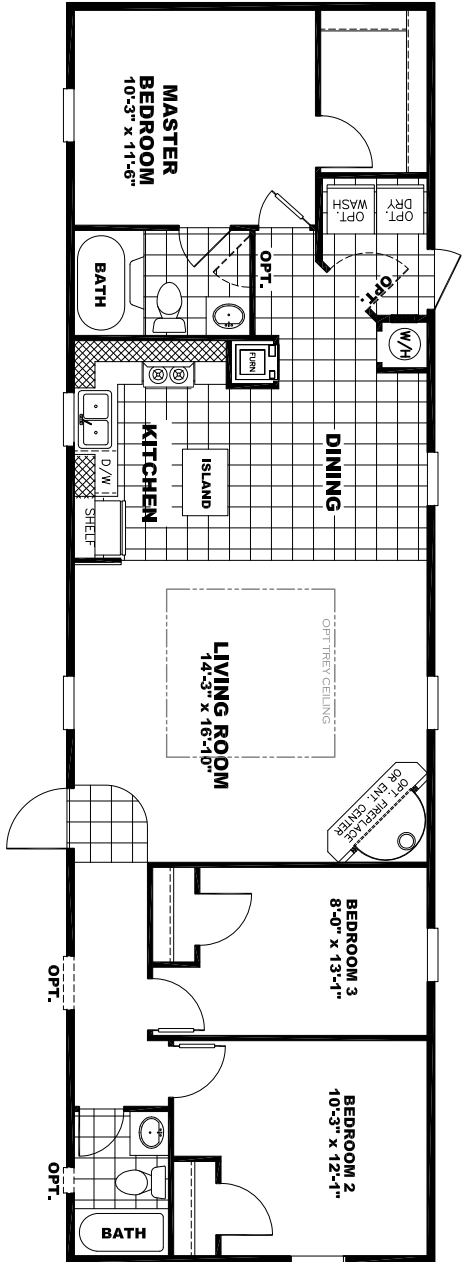 MASTER
BEDROOM
10'-3" x 11'-6"
OPT.
WASH
OPT.
DRY
BATH
OPT.
OPT.
W/H
FURN
KITCHEN
ISLAND
DINING
D/W
SHELF
OPT TREY CEILING
LIVING ROOM
14'-3" x 16'-10"
OPT. FIREPLACE
OR ENT. CENTER
BEDROOM 3
8'-0" x 13'-1"
OPT.
BEDROOM 2
10'-3" x 12'-1"
OPT.
BATH